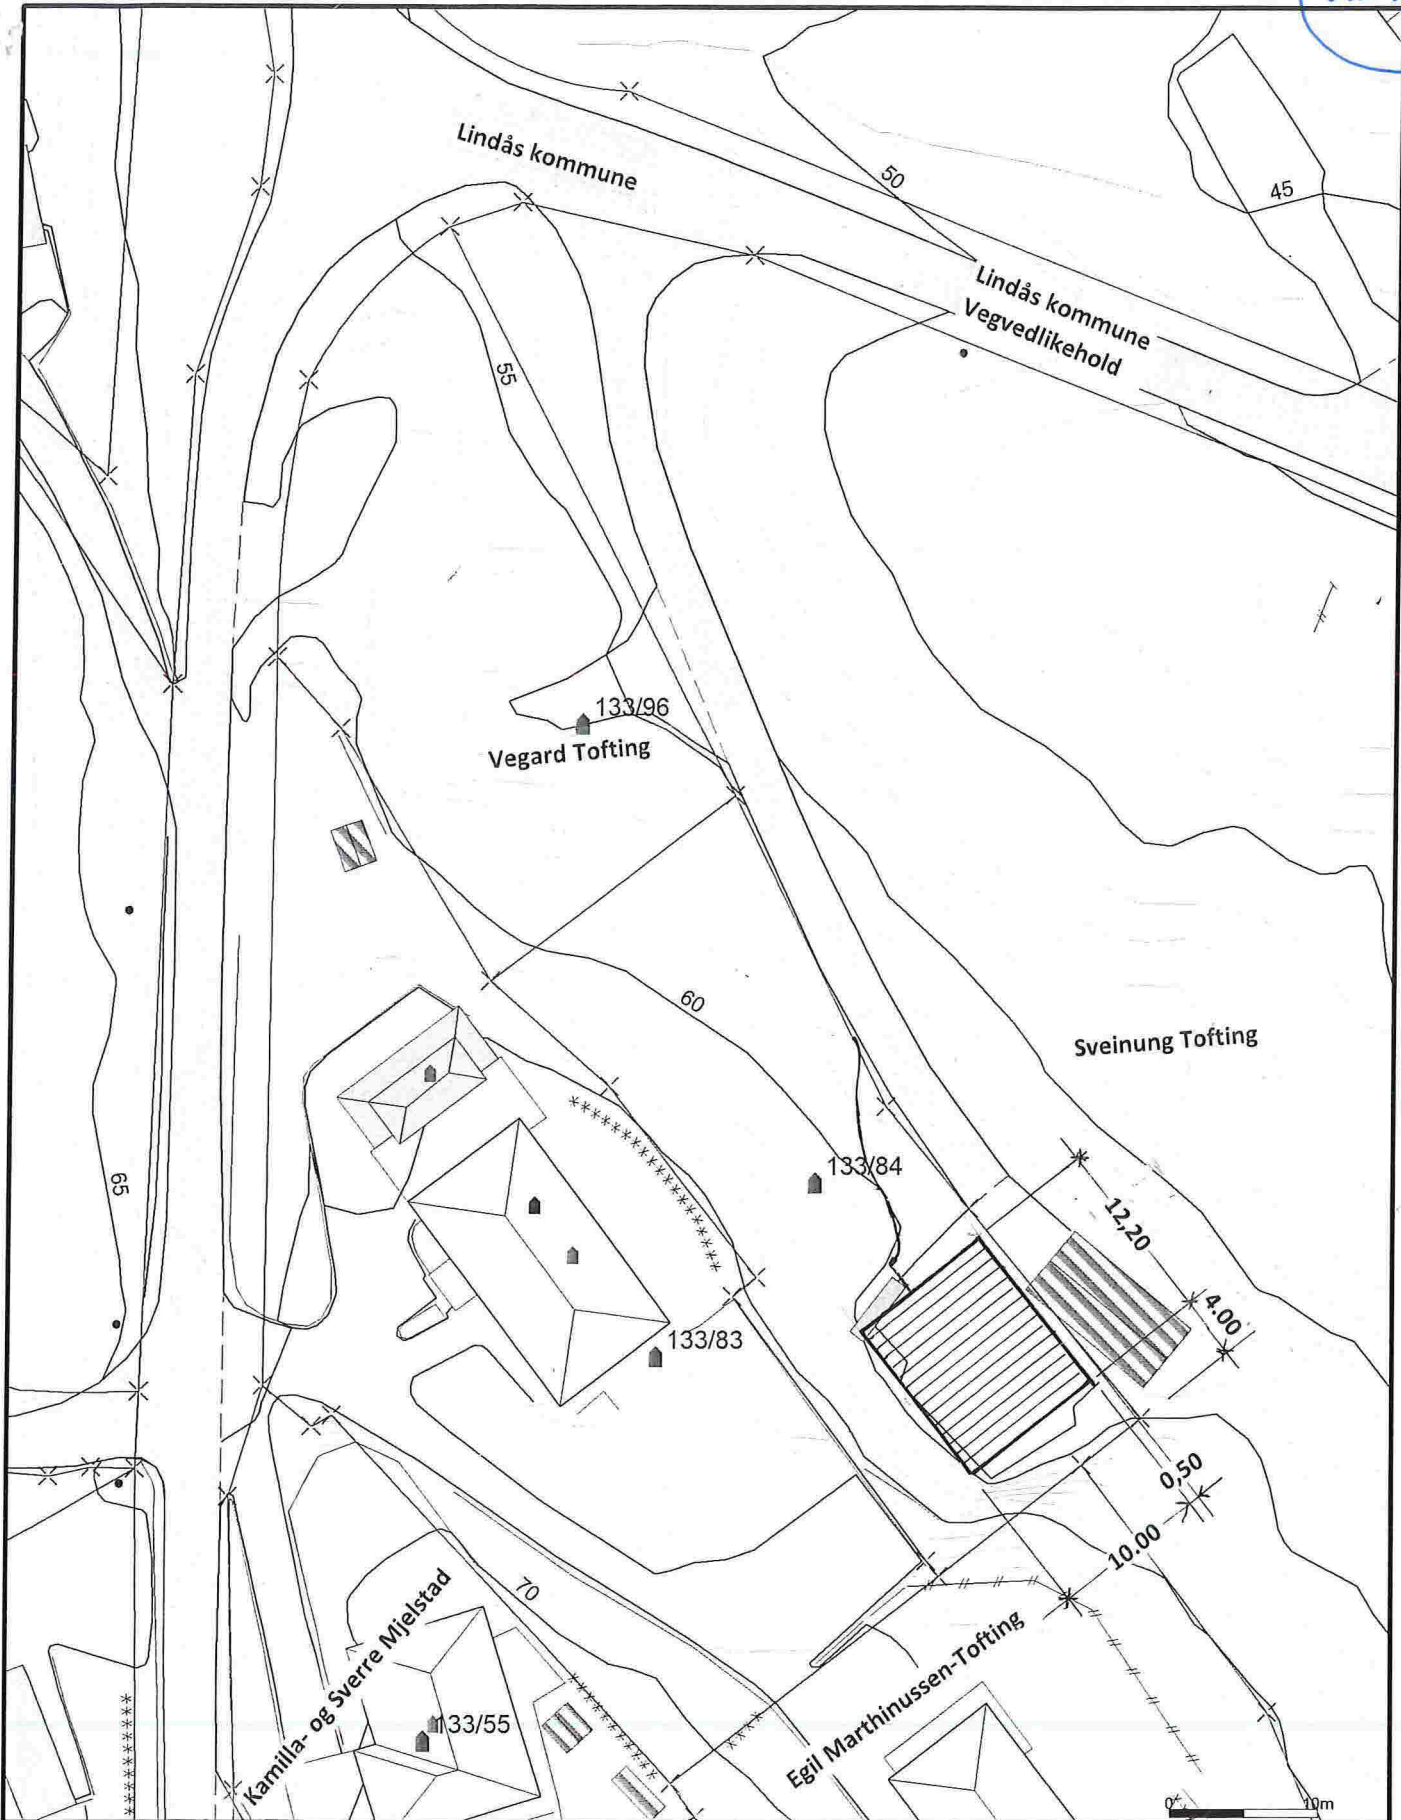 Lindås kommune
50
45
Lindås kommune
Vegvedlikehold
55
133/96
Vegard Tofting
60
Sveinung Tofting
133/84
65
12,20
4.00
133/83
0,50
10.00
70
Kamilla- og Sverre Mjelstad
Egil Marthinussen-Tofting
133/55
0
10m